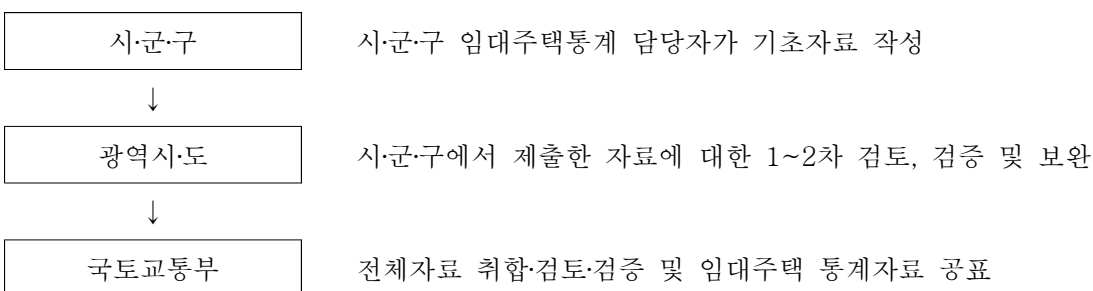 시·군·구 시·군·구 임대주택통계 담당자가 기초자료 작성
↓
광역시·도 시·군·구에서 제출한 자료에 대한 1~2차 검토, 검증 및 보완
↓
국토교통부 전체자료 취합·검토·검증 및 임대주택 통계자료 공표